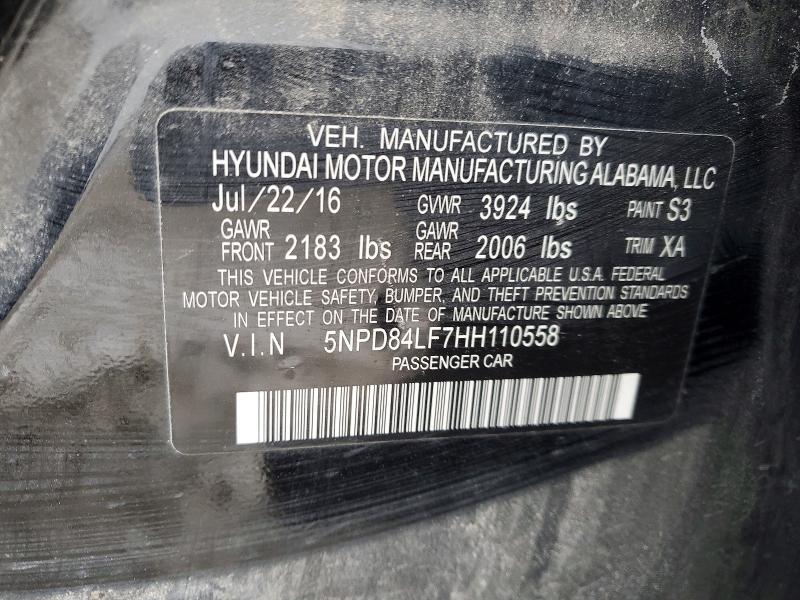 VEH. MANUFACTURED BY
HYUNDAI MOTOR MANUFACTURING ALABAMA, LLC
Jul/22/16 GVWR 3924 lbs PAINT S3
GAWR FRONT 2183 lbs GAWR REAR 2006 lbs TRIM XA
THIS VEHICLE CONFORMS TO ALL APPLICABLE U.S.A. FEDERAL
MOTOR VEHICLE SAFETY, BUMPER, AND THEFT PREVENTION STANDARDS
IN EFFECT ON THE DATE OF MANUFACTURE SHOWN ABOVE.
V.I.N 5NPD84LF7HH110558
PASSENGER CAR